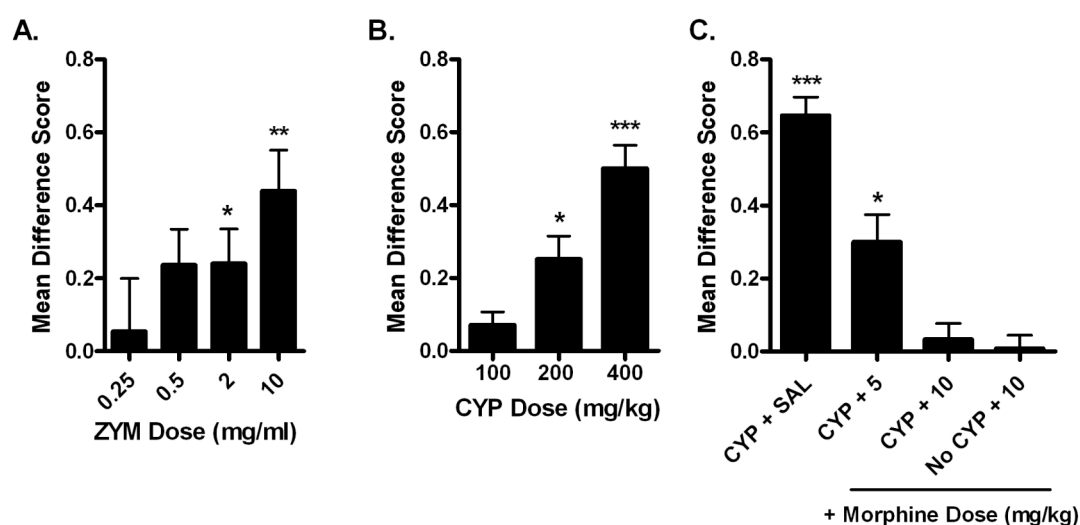 A.
Mean Difference Score
0.8
0.6
0.4
0.2
0.0
*
**
0.25
0.5
2
10
ZYM Dose (mg/ml)
B.
Mean Difference Score
0.8
0.6
0.4
0.2
0.0
*
***
100
200
400
CYP Dose (mg/kg)
C.
Mean Difference Score
0.8
0.6
0.4
0.2
0.0
***
*
CYP + SAL
CYP + 5
CYP + 10
No CYP + 10
+ Morphine Dose (mg/kg)